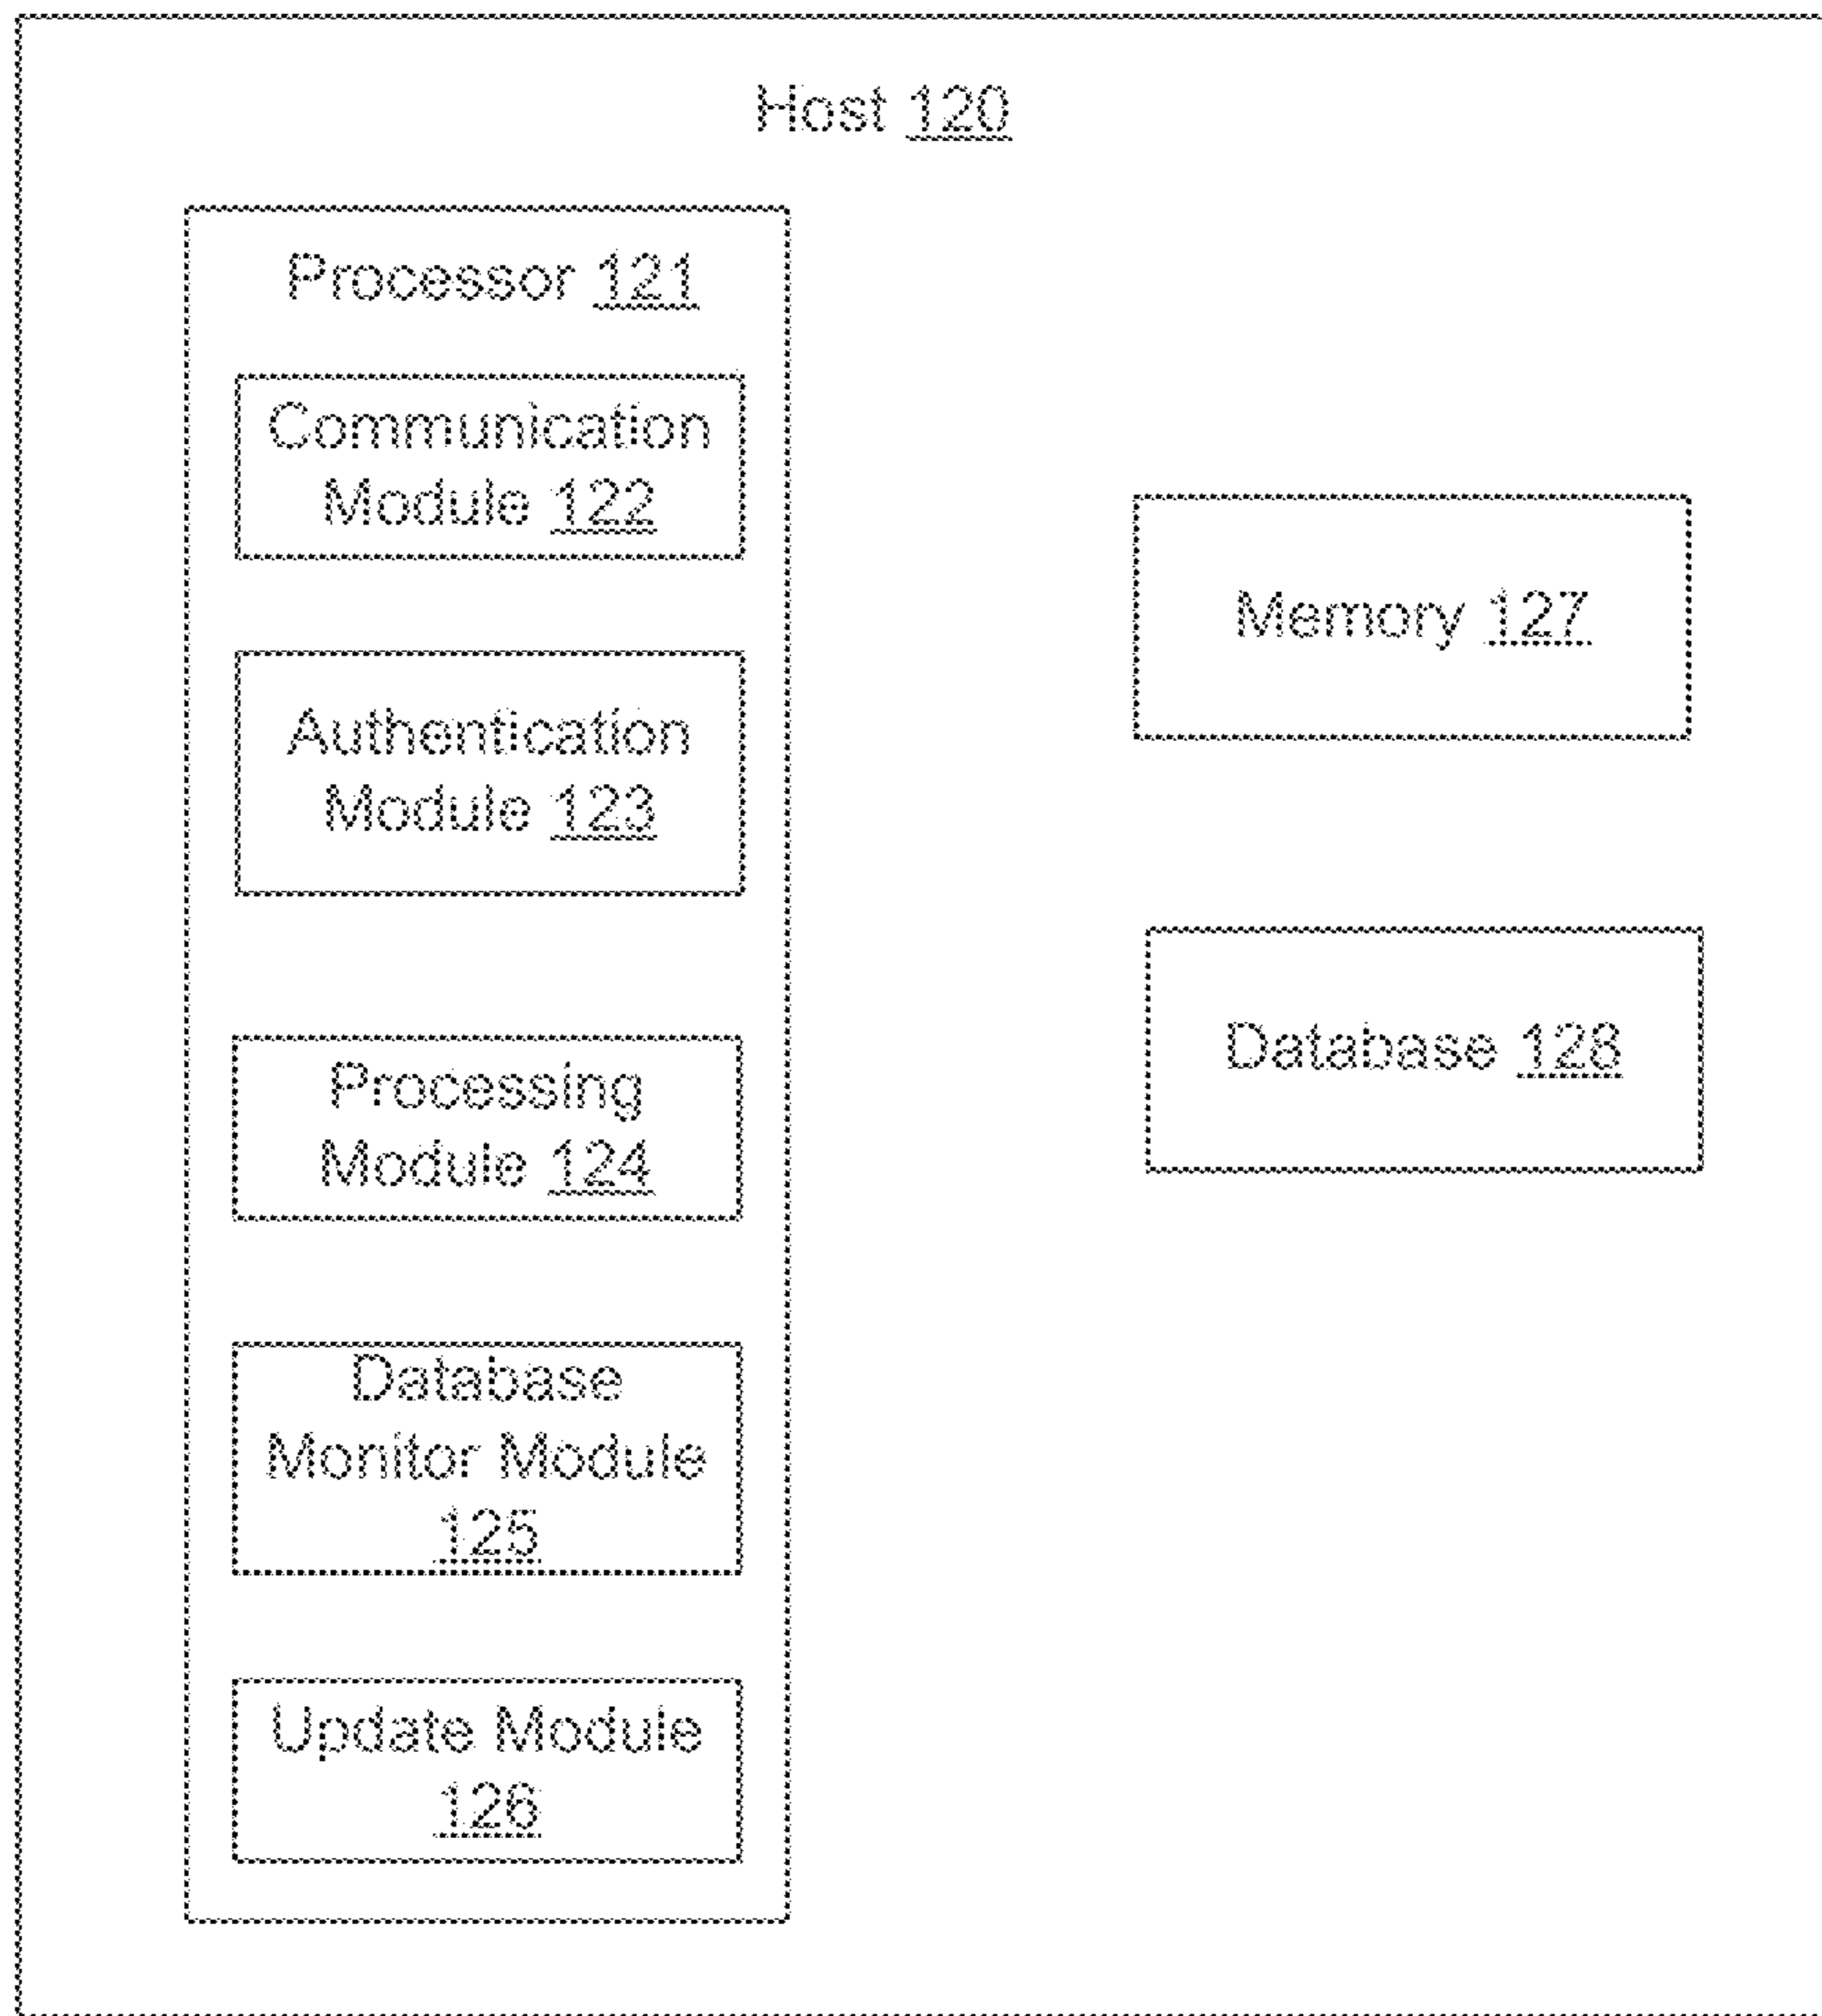 Host 120
Processor 121
Communication
Module 122
Authentication
Module 123
Processing
Module 124
Database
Monitor Module
125
Update Module
126
Memory 127
Database 128